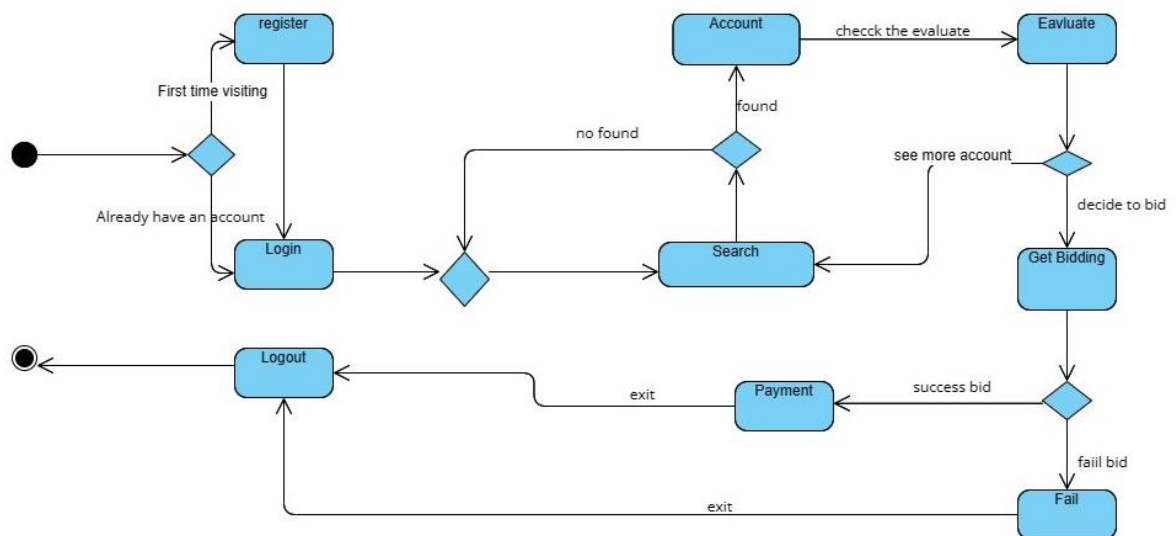 register
Account
checck the evaluate
Eavluate
First time visiting
found
no found
see more account
Already have an account
decide to bid
Login
Search
Get Bidding
Logout
exit
Payment
success bid
faiil bid
exit
Fail